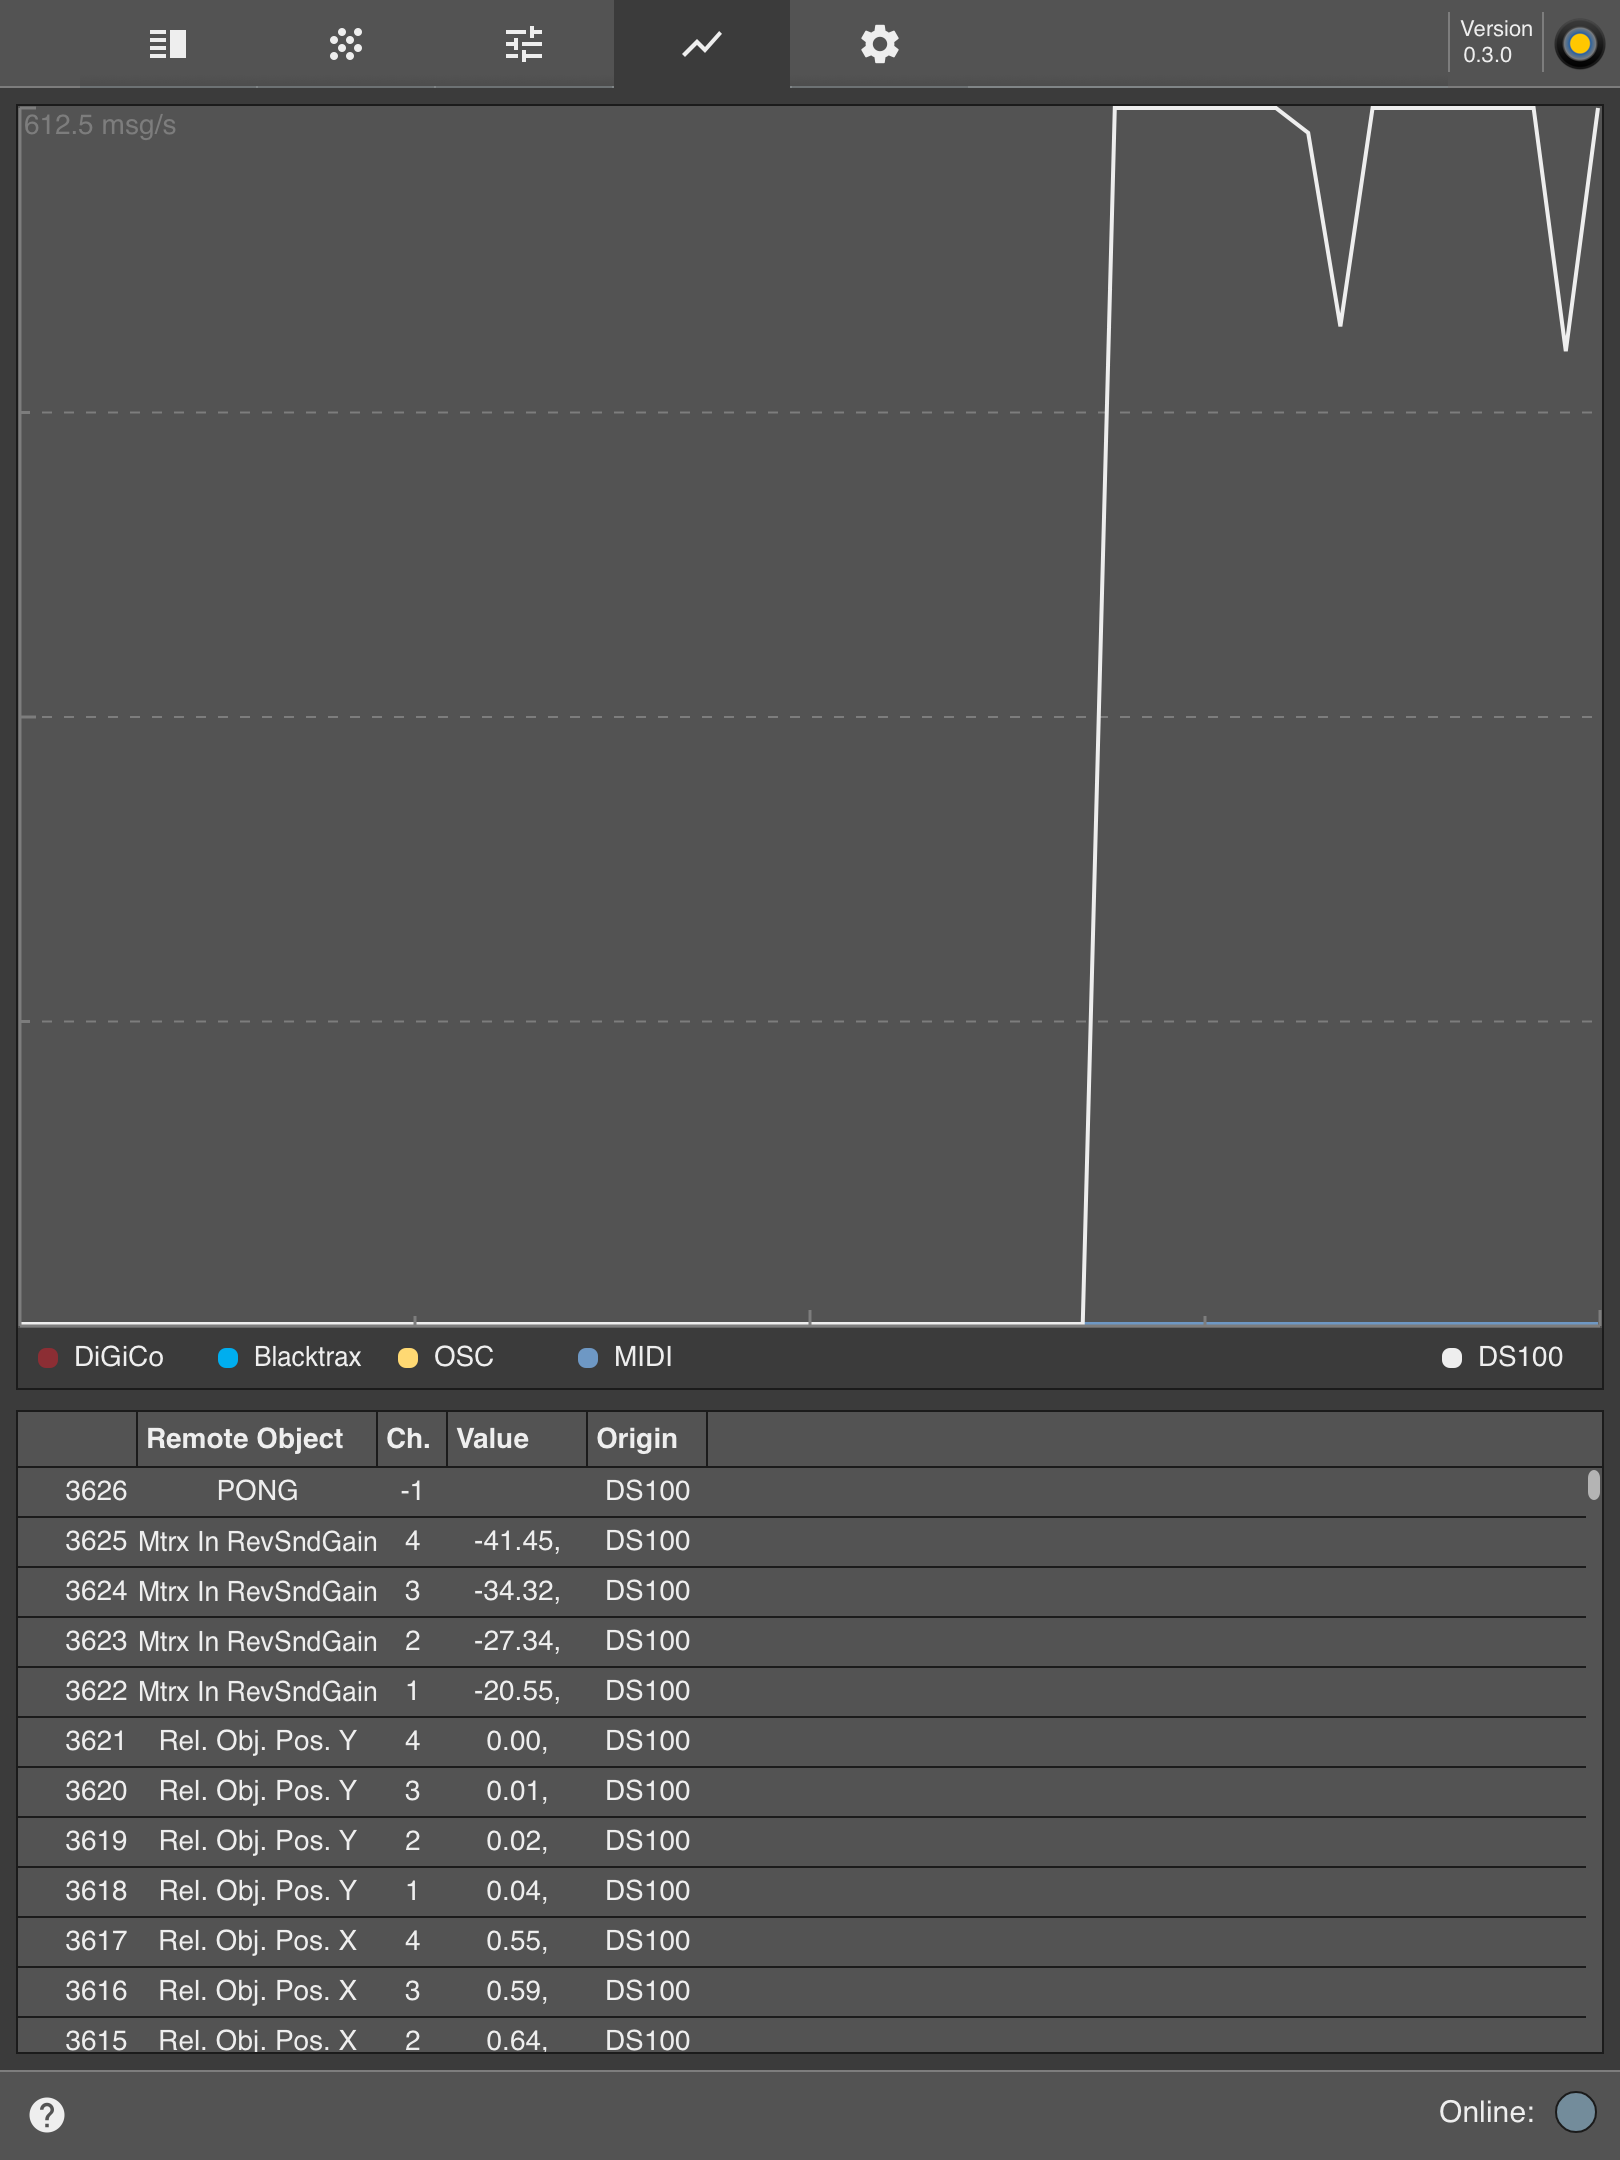 Version
0.3.0
612.5 msg/s
DiGiCo Blacktrax OSC MIDI DS100
Remote Object Ch. Value Origin
3626 PONG -1 DS100
3625 Mtrx In RevSndGain 4 -41.45, DS100
3624 Mtrx In RevSndGain 3 -34.32, DS100
3623 Mtrx In RevSndGain 2 -27.34, DS100
3622 Mtrx In RevSndGain 1 -20.55, DS100
3621 Rel. Obj. Pos. Y 4 0.00, DS100
3620 Rel. Obj. Pos. Y 3 0.01, DS100
3619 Rel. Obj. Pos. Y 2 0.02, DS100
3618 Rel. Obj. Pos. Y 1 0.04, DS100
3617 Rel. Obj. Pos. X 4 0.55, DS100
3616 Rel. Obj. Pos. X 3 0.59, DS100
3615 Rel. Obj. Pos. X 2 0.64, DS100
? Online: